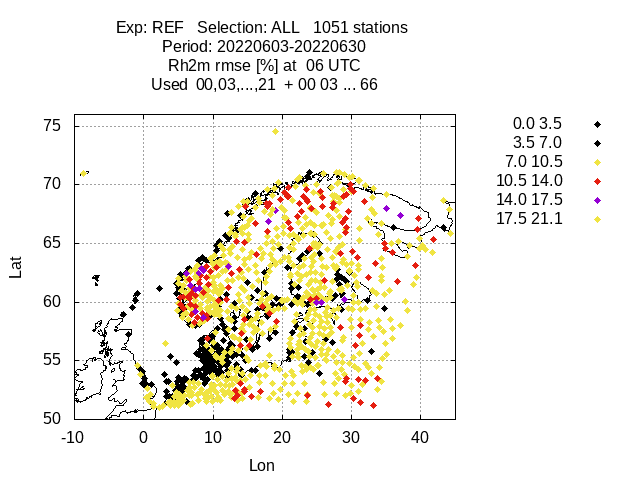 Exp: REF   Selection: ALL   1051 stations
Period: 20220603-20220630
Rh2m rmse [%] at  06 UTC
Used  00,03,...,21  + 00 03 ... 66
0.0 3.5
3.5 7.0
7.0 10.5
10.5 14.0
14.0 17.5
17.5 21.1
75
70
65
60
55
50
Lat
-10 0 10 20 30 40
Lon